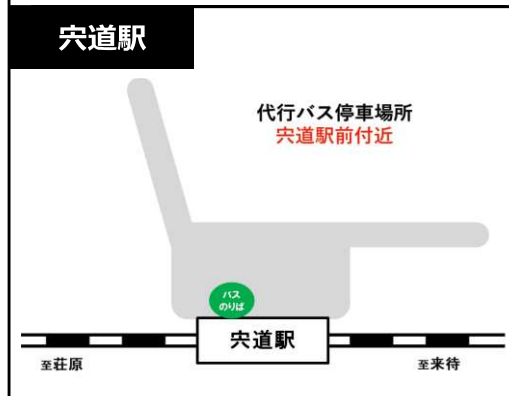 宍道駅
代行バス停車場所
宍道駅前付近
バス
のりば
宍道駅
至荘原
至来待